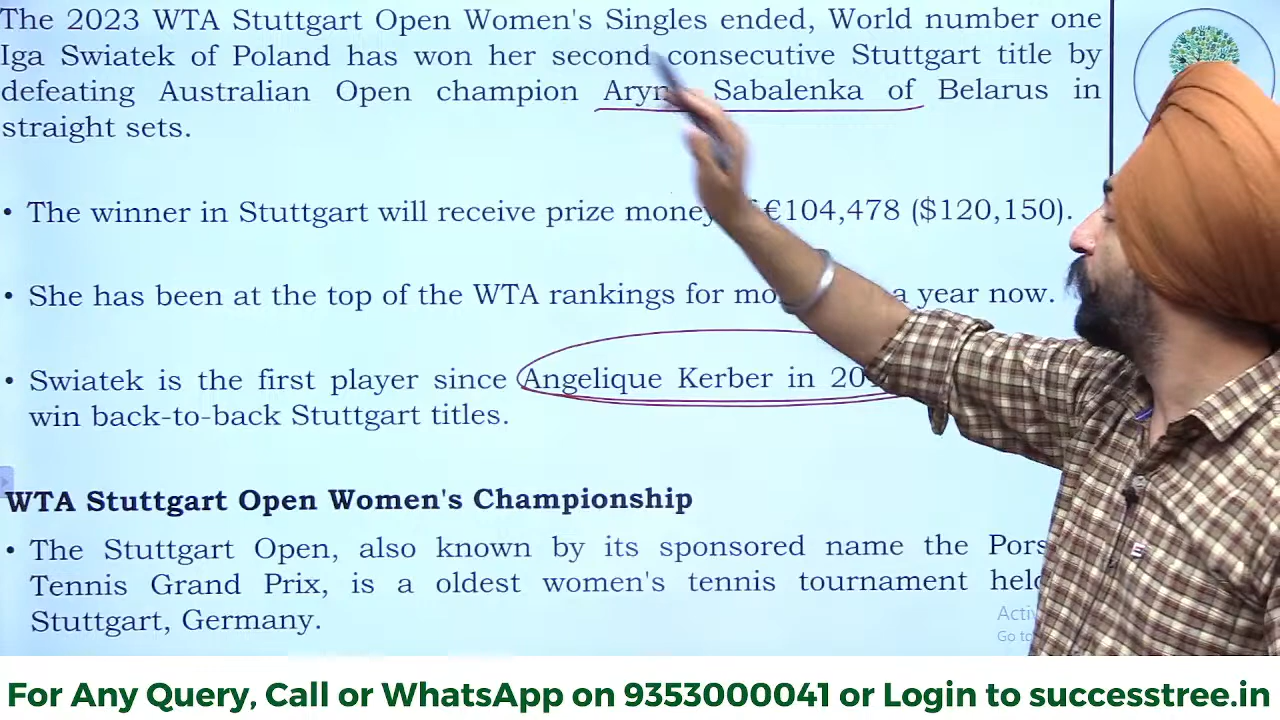 The 2023 WTA Stuttgart Open Women's Singles ended, World number one
Iga Swiatek of Poland has won her second consecutive Stuttgart title by
defeating Australian Open champion Sabalenka of Belarus in
straight sets.
• The winner in Stuttgart will receive prize money €104,478 ($120,150).
• She has been at the top of the WTA rankings for a year now.
• Swiatek is the first player since Angelique Kerber in
win back-to-back Stuttgart titles.
WTA Stuttgart Open Women's Championship
• The Stuttgart Open, also known by its sponsored name the
Tennis Grand Prix, is a oldest women's tennis tournament
Stuttgart, Germany.
Go to
For Any Query, Call or WhatsApp on 9353000041 or Login to successtree.in